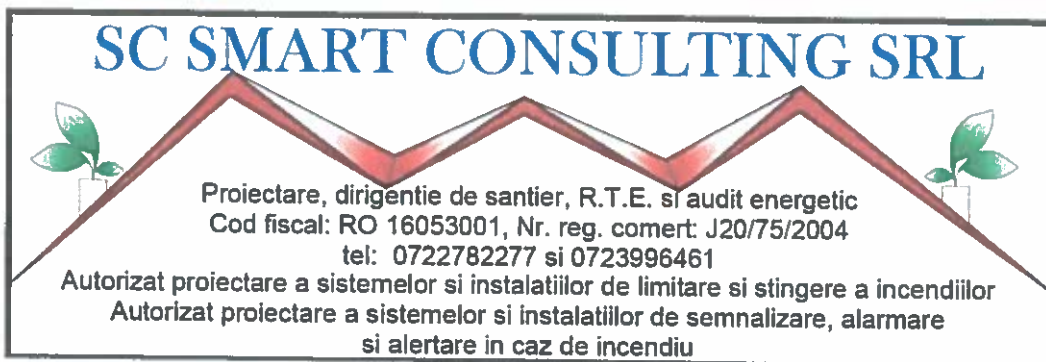 SC SMART CONSULTING SRL
Proiectare, dirigentie de santier, R.T.E. si audit energetic
Cod fiscal: RO 16053001, Nr. reg. comert: J20/75/2004
tel: 0722782277 si 0723996461
Autorizat proiectare a sistemelor si instalatiilor de limitare si stingere a incendiilor
Autorizat proiectare a sistemelor si instalatiilor de semnalizare, alarmare
si alertare in caz de incendiu